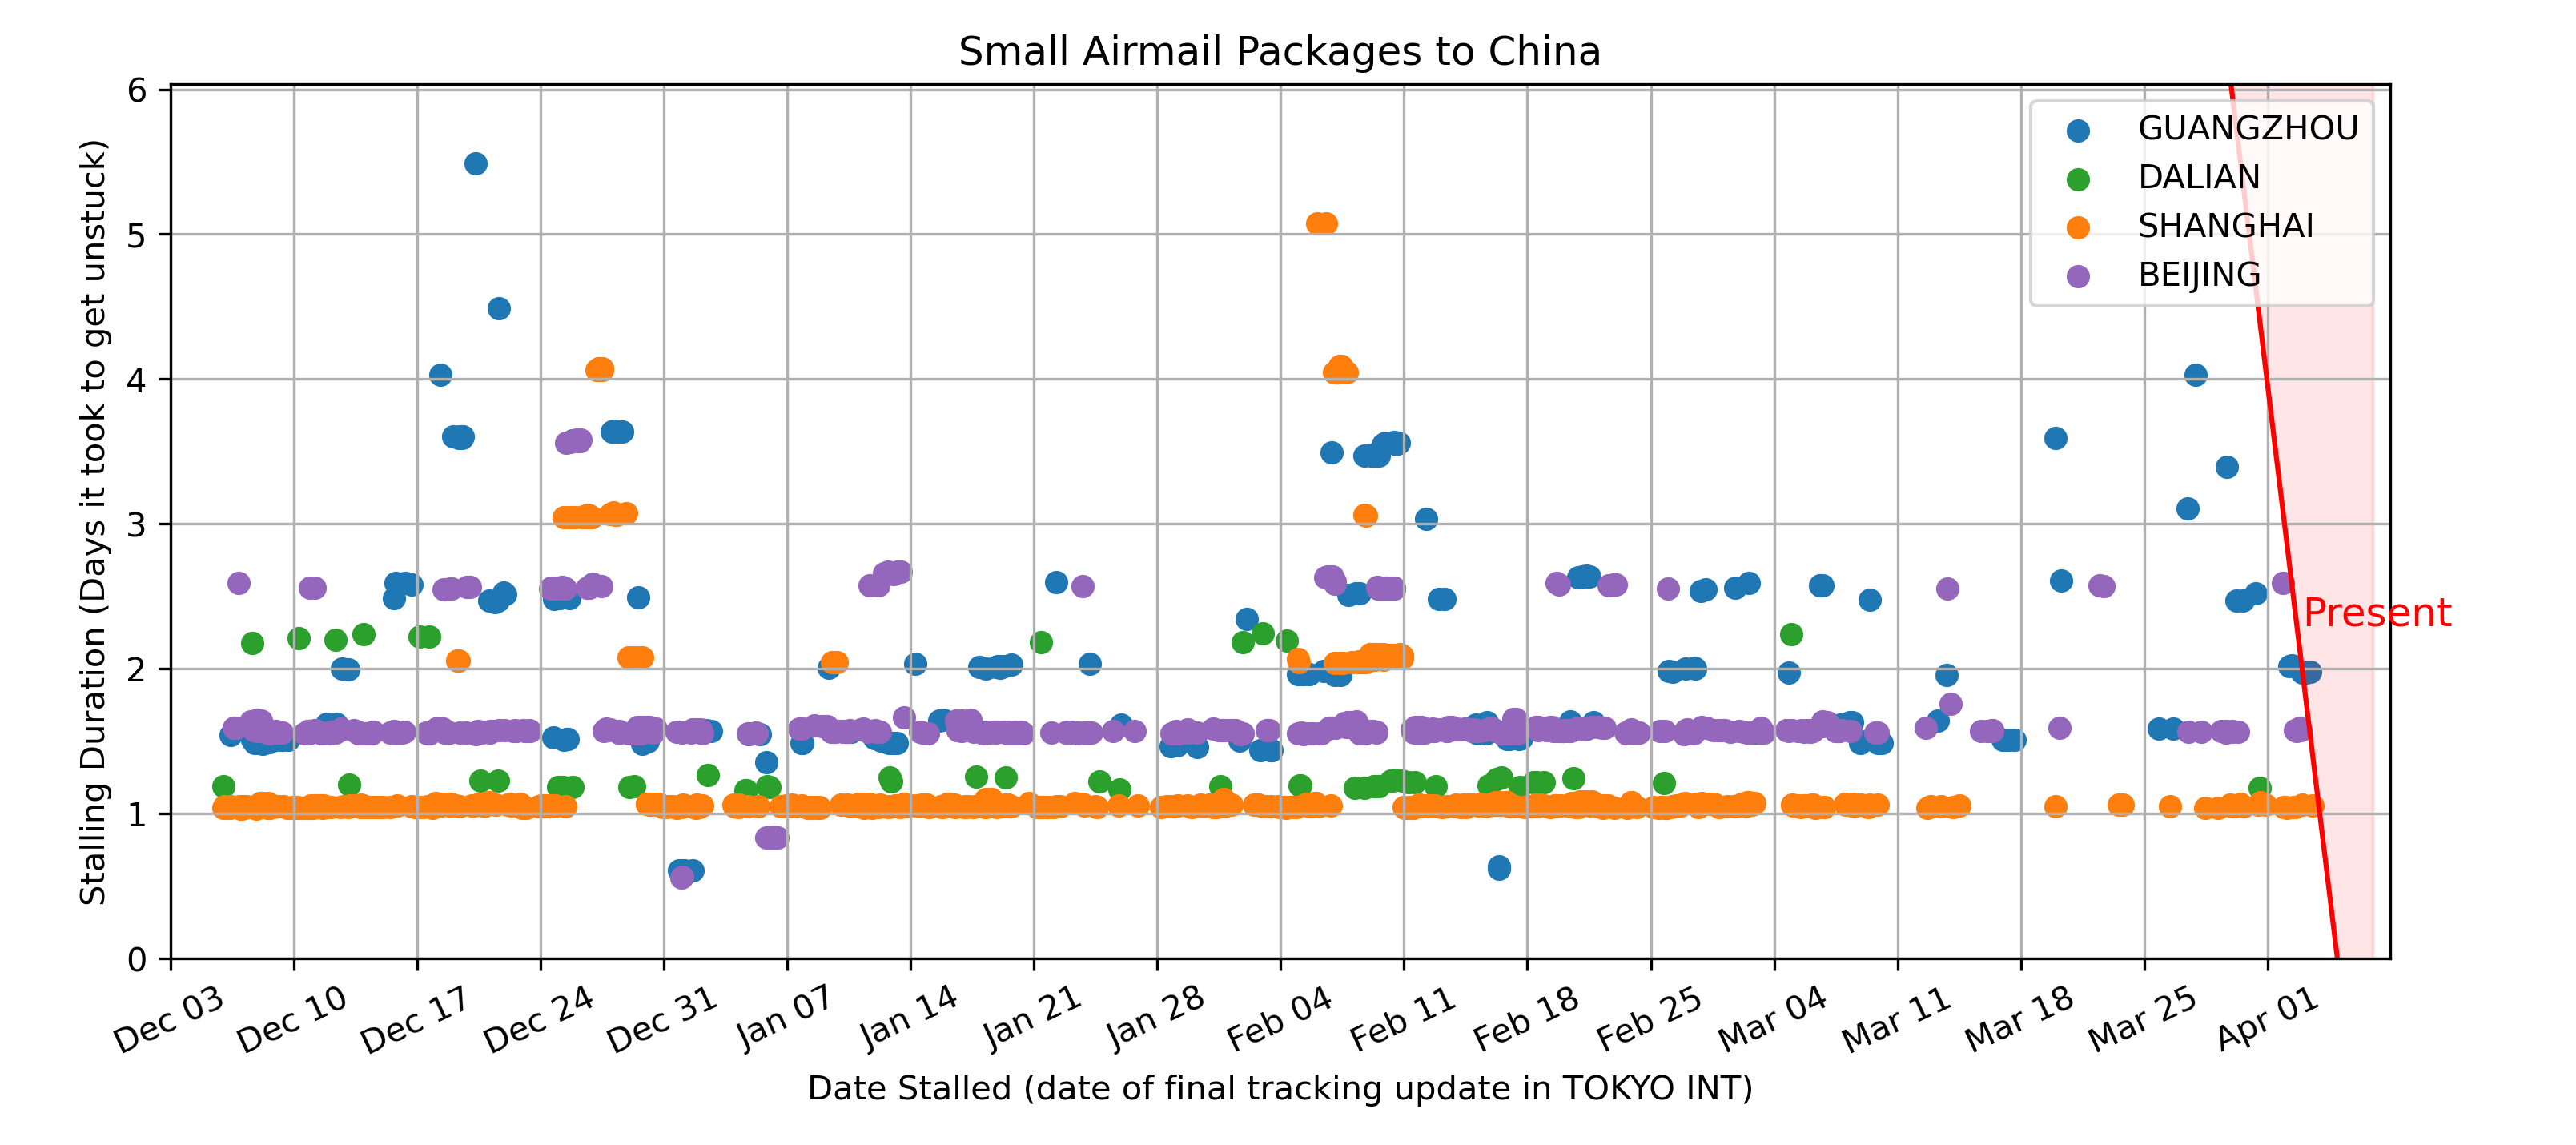 Small Airmail Packages to China
Stalling Duration (Days it took to get unstuck)
6
5
4
3
2
1
0
GUANGZHOU
DALIAN
SHANGHAI
BEIJING
Present
Dec 03
Dec 10
Dec 17
Dec 24
Dec 31
Jan 07
Jan 14
Jan 21
Jan 28
Feb 04
Feb 11
Feb 18
Feb 25
Mar 04
Mar 11
Mar 18
Mar 25
Apr 01
Date Stalled (date of final tracking update in TOKYO INT)